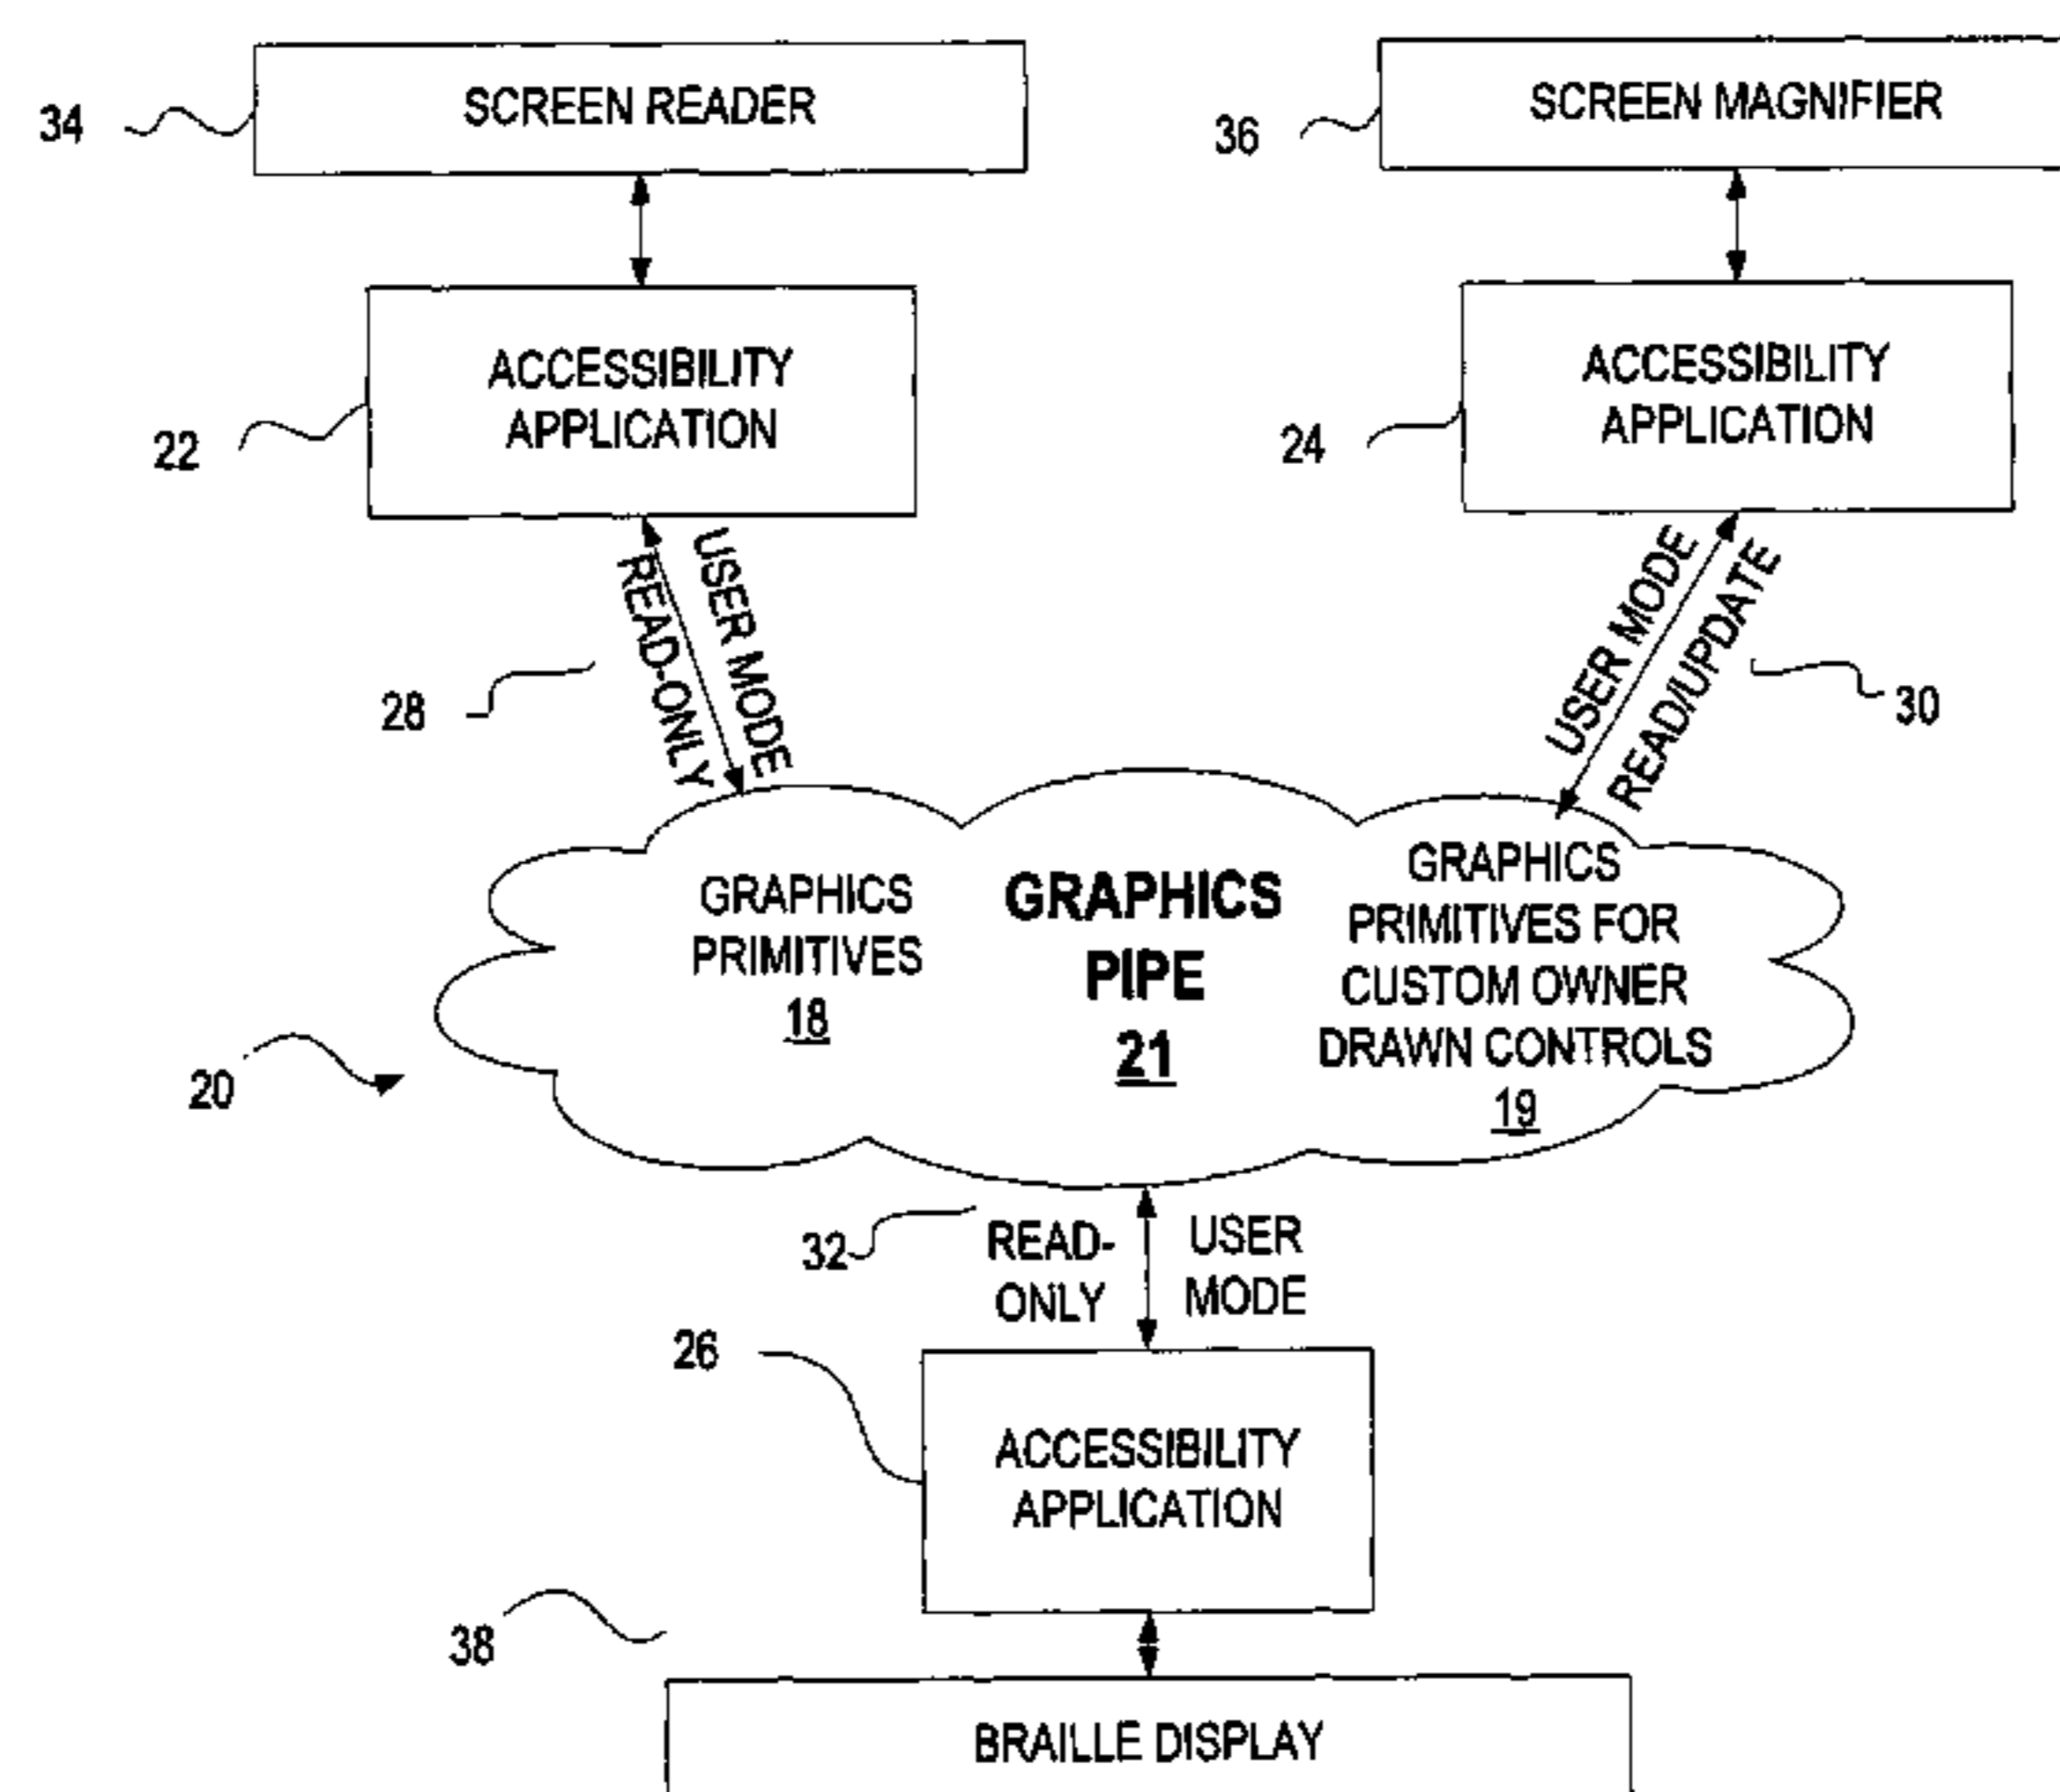 SCREEN READER
34
SCREEN MAGNIFIER
36
ACCESSIBILITY
APPLICATION
22
ACCESSIBILITY
APPLICATION
24
USER MODE
READ-ONLY
28
USER MODE
READ/UPDATE
30
GRAPHICS
PRIMITIVES
18
GRAPHICS
PIPE
21
GRAPHICS
PRIMITIVES FOR
CUSTOM OWNER
DRAWN CONTROLS
19
20
32
READ-
ONLY
USER
MODE
26
ACCESSIBILITY
APPLICATION
38
BRAILLE DISPLAY